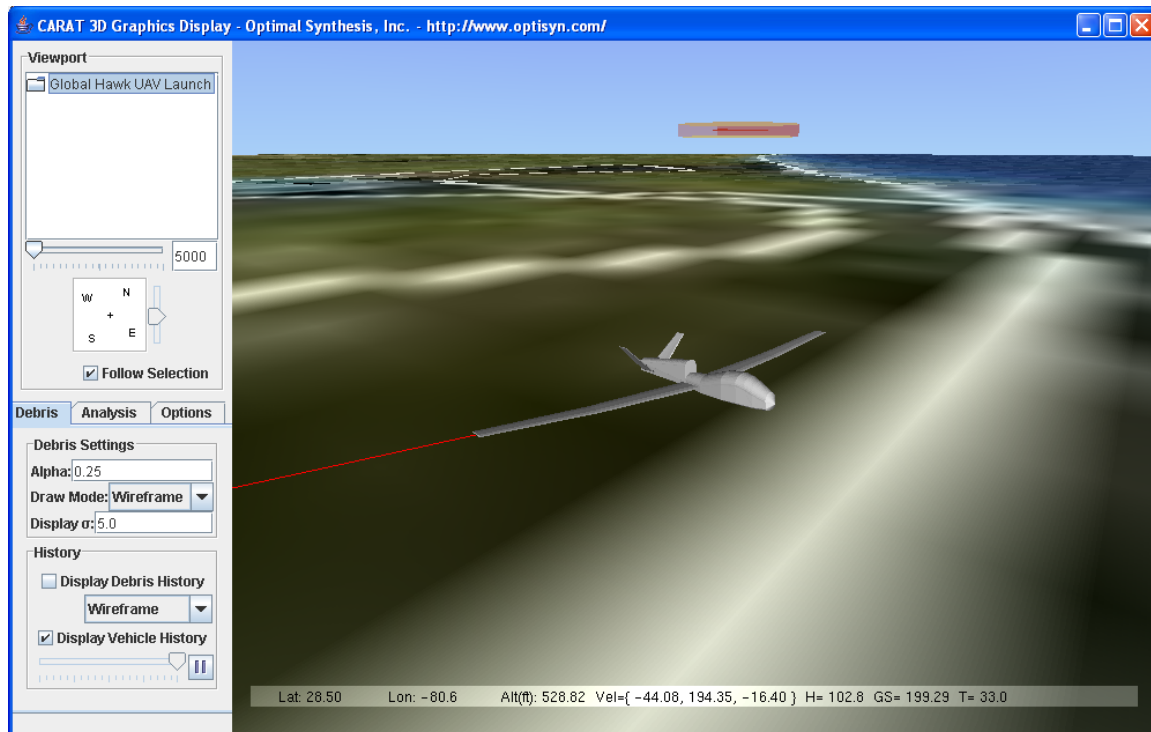 CARAT 3D Graphics Display - Optimal Synthesis, Inc. - http://www.optisyn.com/
Viewport
Global Hawk UAV Launch
5000
W N
+
S E
Follow Selection
Debris Analysis Options
Debris Settings
Alpha: 0.25
Draw Mode: Wireframe
Display σ: 5.0
History
Display Debris History
Wireframe
Display Vehicle History
Lat: 28.50 Lon: −80.6 Alt(ft): 528.82 Vel={ −44.08, 194.35, −16.40 } H= 102.8 GS= 199.29 T= 33.0